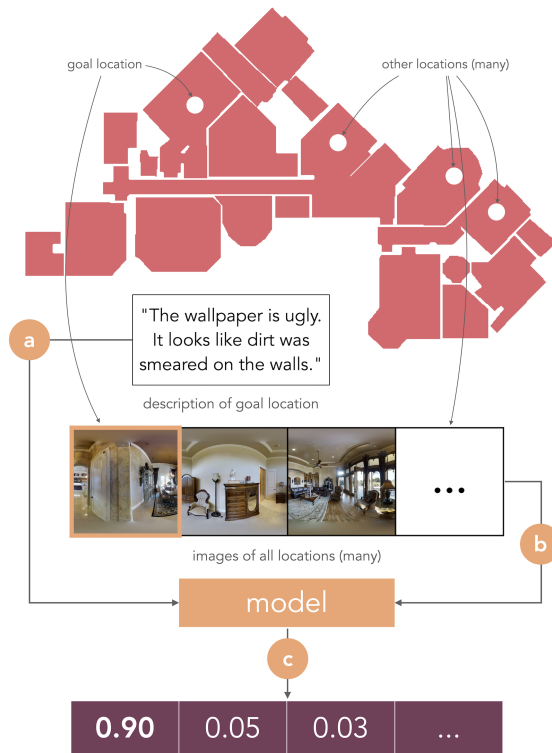 goal location
other locations (many)
"The wallpaper is ugly.
It looks like dirt was
smeared on the walls."
a
description of goal location
...
images of all locations (many)
b
model
c
0.90 0.05 0.03 ...